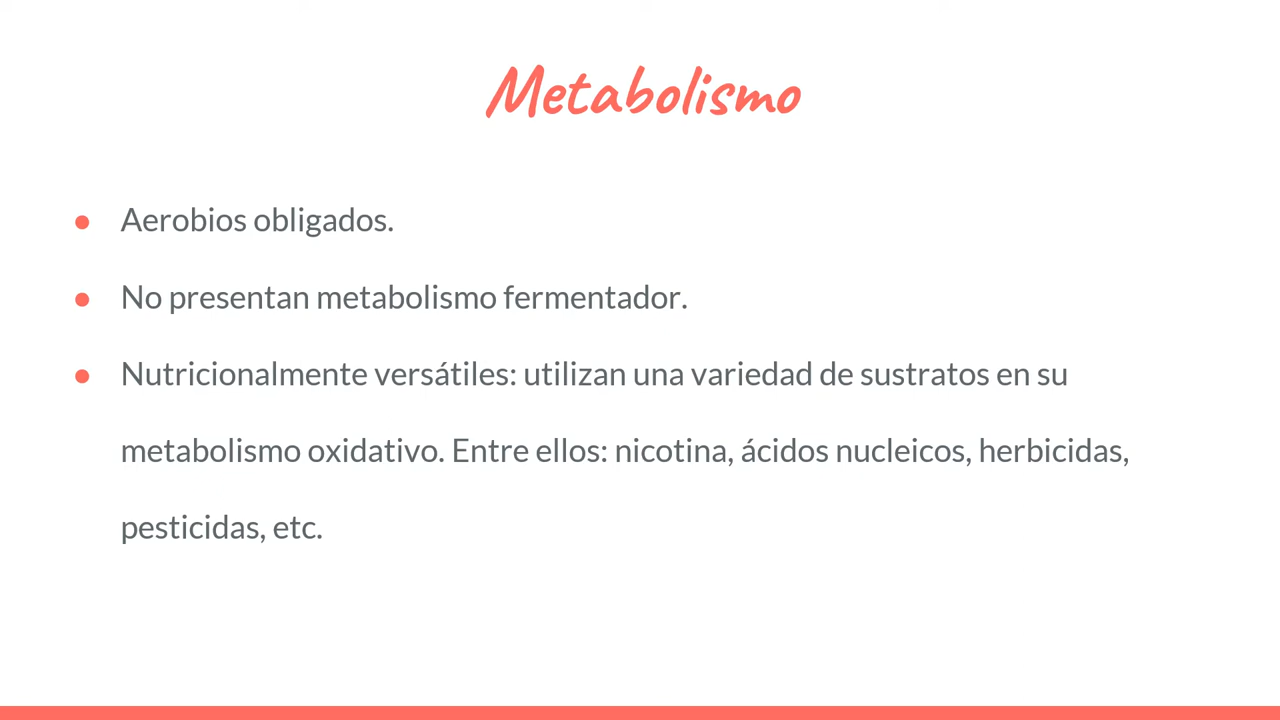 Metabolismo
● Aerobios obligados.
● No presentan metabolismo fermentador.
● Nutricionalmente versátiles: utilizan una variedad de sustratos en su
metabolismo oxidativo. Entre ellos: nicotina, ácidos nucleicos, herbicidas,
pesticidas, etc.